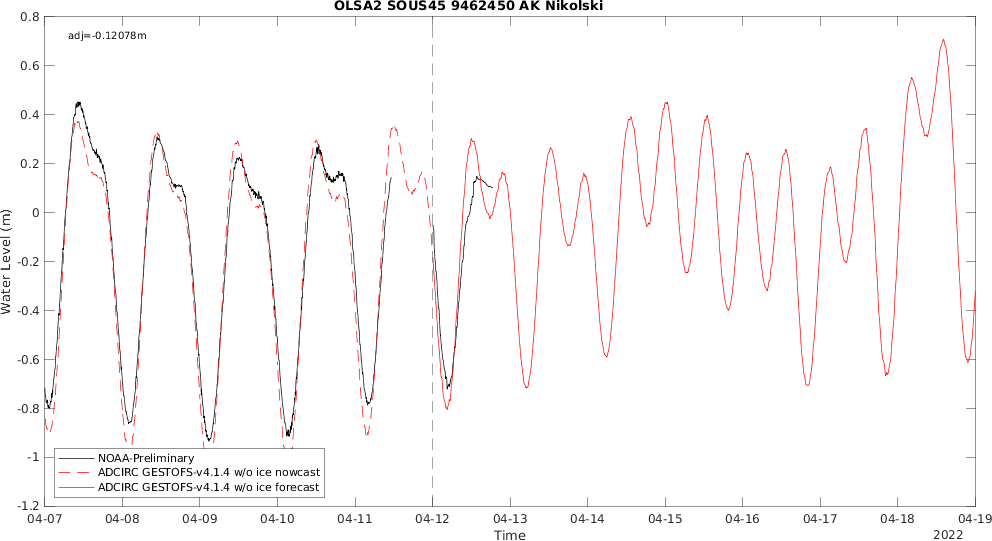 OLSA2 SOUS45 9462450 AK Nikolski
adj=-0.12078m
Water Level (m)
0.8
0.6
0.4
0.2
0
-0.2
-0.4
-0.6
-0.8
-1
-1.2
NOAA-Preliminary
ADCIRC GESTOFS-v4.1.4 w/o ice nowcast
ADCIRC GESTOFS-v4.1.4 w/o ice forecast
04-07 04-08 04-09 04-10 04-11 04-12 04-13 04-14 04-15 04-16 04-17 04-18 04-19
Time
2022